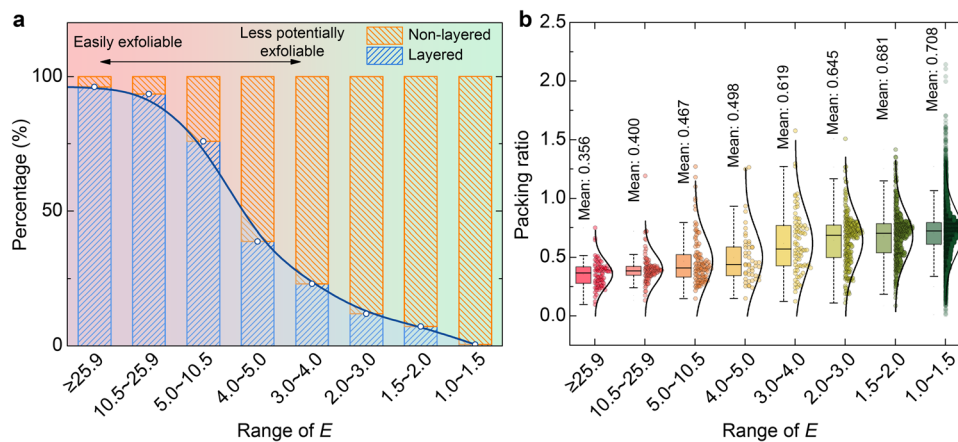 a
Easily exfoliable
Less potentially
exfoliable
Non-layered
Layered
Percentage (%)
100
50
0
≥25.9
10.5~25.9
5.0~10.5
4.0~5.0
3.0~4.0
2.0~3.0
1.5~2.0
1.0~1.5
Range of E
b
Packing ratio
2.5
2.0
1.5
1.0
0.5
0.0
Mean: 0.356
Mean: 0.400
Mean: 0.467
Mean: 0.498
Mean: 0.619
Mean: 0.645
Mean: 0.681
Mean: 0.708
≥25.9
10.5~25.9
5.0~10.5
4.0~5.0
3.0~4.0
2.0~3.0
1.5~2.0
1.0~1.5
Range of E